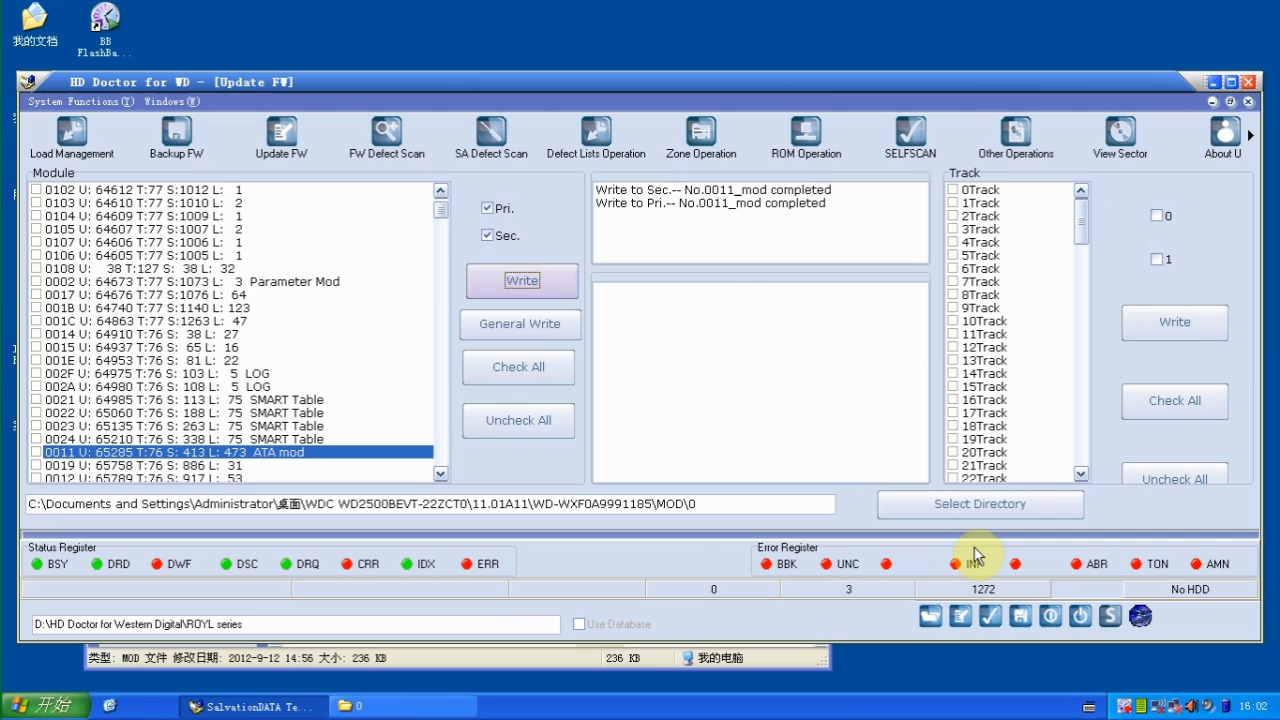 我的文档
BB
FlashBa...
HD Doctor for WD - [Update FW]
System Functions(Y) Windows(W)
Load Management
Backup FW
Update FW
FW Defect Scan
SA Defect Scan
Defect Lists Operation
Zone Operation
ROM Operation
SELFSCAN
Other Operations
View Sector
About U
Module
0102 U: 64612 T:77 S:1012 L: 1
0103 U: 64610 T:77 S:1010 L: 2
0104 U: 64609 T:77 S:1009 L: 1
0105 U: 64607 T:77 S:1007 L: 2
0107 U: 64606 T:77 S:1006 L: 1
0106 U: 64605 T:77 S:1005 L: 1
0108 U: 38 T:127 S: 38 L: 32
0002 U: 64673 T:77 S:1073 L: 3 Parameter Mod
0017 U: 64676 T:77 S:1076 L: 64
001B U: 64740 T:77 S:1140 L: 123
001C U: 64863 T:77 S:1263 L: 47
0014 U: 64910 T:76 S: 38 L: 27
0015 U: 64937 T:76 S: 65 L: 16
001E U: 64953 T:76 S: 81 L: 22
002F U: 64975 T:76 S: 103 L: 5 LOG
002A U: 64980 T:76 S: 108 L: 5 LOG
0021 U: 64985 T:76 S: 113 L: 75 SMART Table
0022 U: 65060 T:76 S: 188 L: 75 SMART Table
0023 U: 65135 T:76 S: 263 L: 75 SMART Table
0024 U: 65210 T:76 S: 338 L: 75 SMART Table
0011 U: 65285 T:76 S: 413 L: 473 ATA mod
0019 U: 65758 T:76 S: 886 L: 31
0012 U: 65789 T:76 S: 917 L: 53
Pri.
Sec.
Write
General Write
Check All
Uncheck All
Write to Sec.-- No.0011_mod completed
Write to Pri.-- No.0011_mod completed
Track
0Track
1Track
2Track
3Track
4Track
5Track
6Track
7Track
8Track
9Track
10Track
11Track
12Track
13Track
14Track
15Track
16Track
17Track
18Track
19Track
20Track
21Track
22Track
0
1
Write
Check All
Uncheck All
C:\Documents and Settings\Administrator\桌面\WDC WD2500BEVT-22ZCT0\11.01A11\WD-WXF0A9991185\MOD\0
Select Directory
Status Register
BSY DRD DWF DSC DRQ CRR IDX ERR
Error Register
BBK UNC ABR TON AMN
0 3 1272 No HDD
D:\HD Doctor for Western Digital\ROYL series
Use Database
类型: MOD 文件 修改日期: 2012-9-12 14:56 大小: 236 KB
236 KB
我的电脑
开始
SalvationDATA Te...
0
16:02